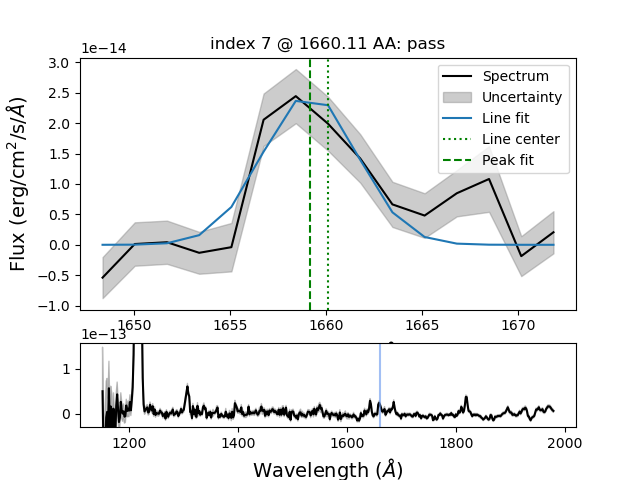 index 7 @ 1660.11 AA: pass
1e−14
3.0
2.5
2.0
1.5
1.0
0.5
0.0
−0.5
−1.0
Flux (erg/cm²/s/Å)
Spectrum
Uncertainty
Line fit
Line center
Peak fit
1650 1655 1660 1665 1670
1e−13
1
0
1200 1400 1600 1800 2000
Wavelength (Å)